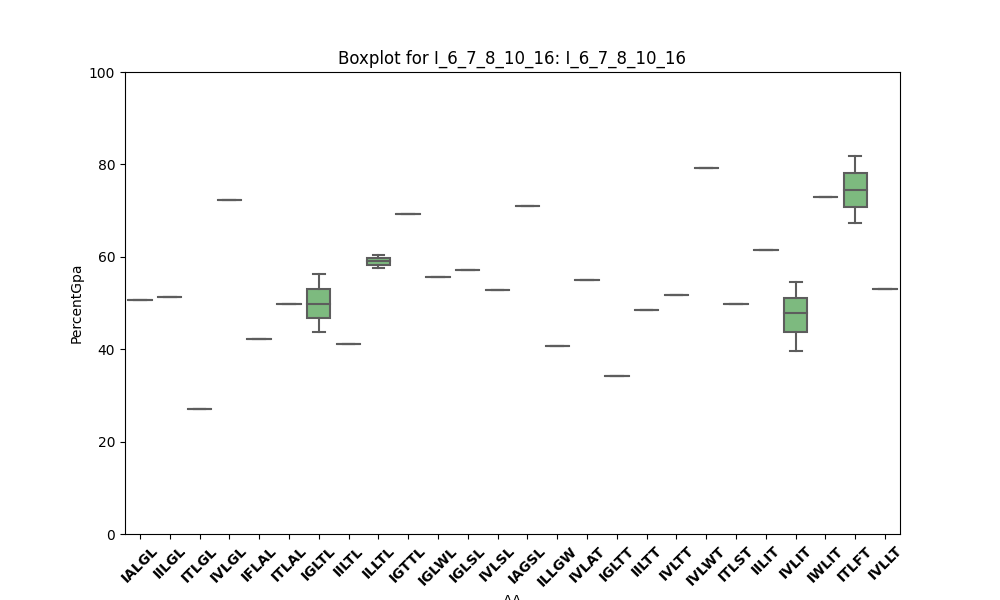 Boxplot for I_6_7_8_10_16: I_6_7_8_10_16
PercentGpa
100
80
60
40
20
0
IALGL
IILGL
ITLGL
IVLGL
IFLAL
ITLAL
IGLTL
IILTL
ILLTL
IGTTL
IGLWL
IGLSL
IVLSL
IAGSL
ILLGW
IVLAT
IGLTT
IILTT
IVLTT
IVLWT
ITLST
IILIT
IVLIT
IWLIT
ITLFT
IVLLT
AA